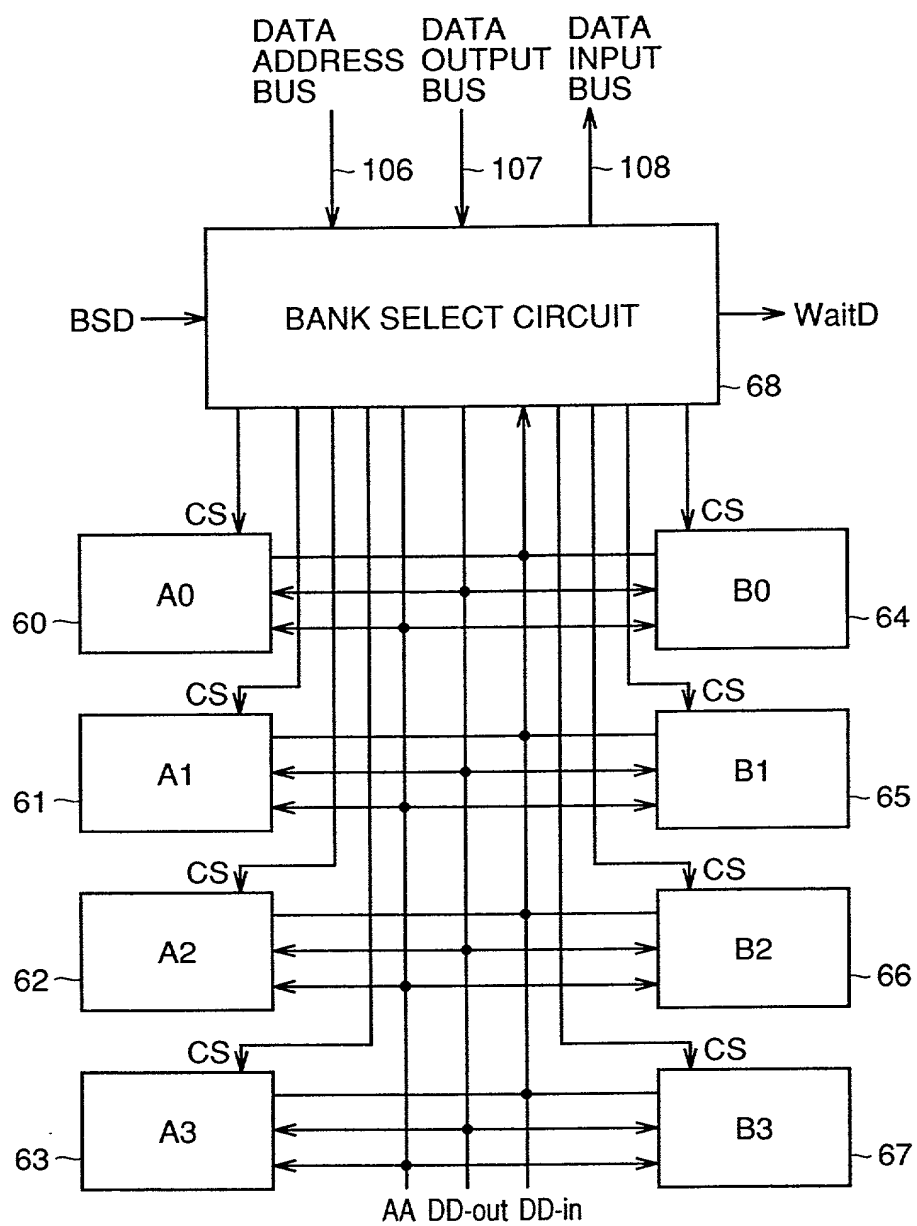 DATA
ADDRESS
BUS
DATA
OUTPUT
BUS
DATA
INPUT
BUS
106
107
108
BSD
BANK SELECT CIRCUIT
WaitD
68
CS
CS
A0
B0
60
64
CS
CS
A1
B1
61
65
CS
CS
A2
B2
62
66
CS
CS
A3
B3
63
67
AA DD-out DD-in